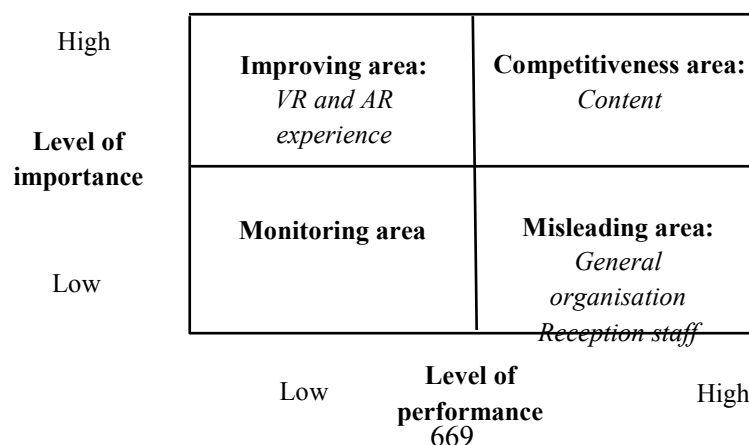 High
Improving area:
VR and AR
experience
Competitiveness area:
Content
Level of
importance
Monitoring area
Misleading area:
General
organisation
Reception staff
Low
Low
Level of
performance
High
669